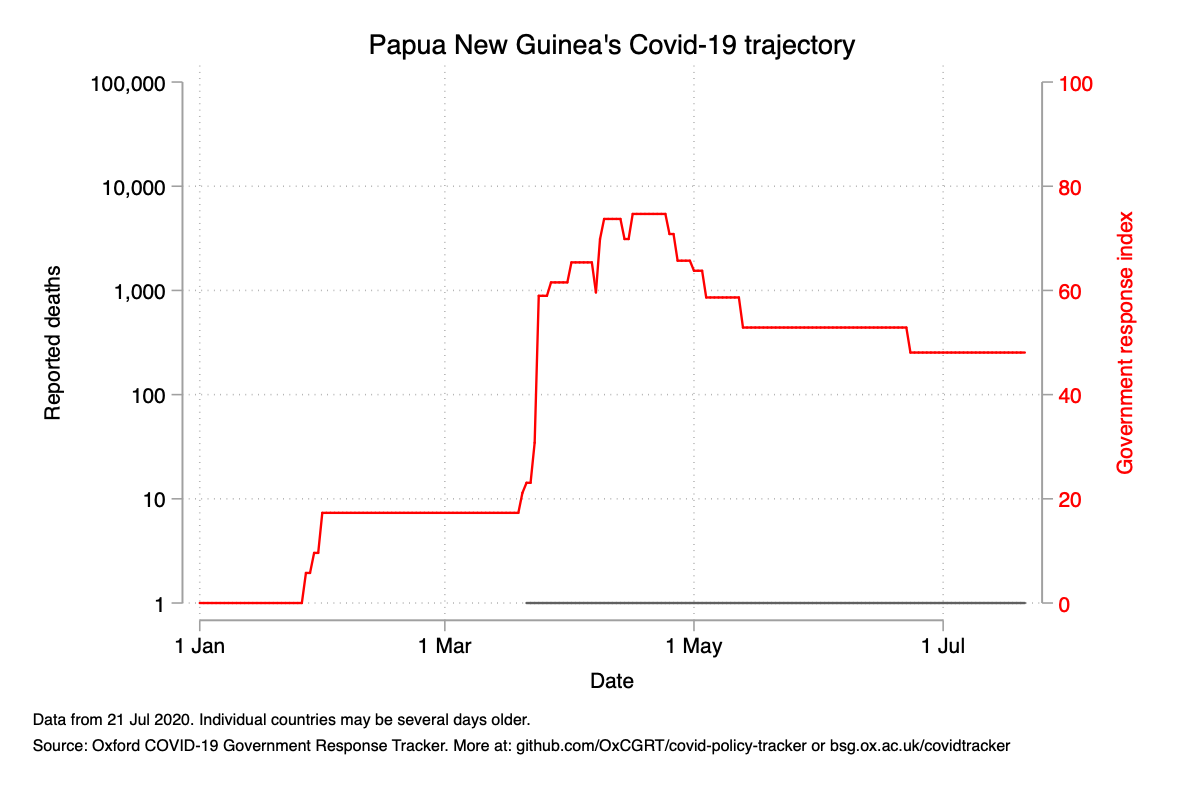 Papua New Guinea's Covid-19 trajectory
100,000
10,000
1,000
100
10
1
Reported deaths
100
80
60
40
20
0
Government response index
1 Jan
1 Mar
1 May
1 Jul
Date
Data from 21 Jul 2020. Individual countries may be several days older.
Source: Oxford COVID-19 Government Response Tracker. More at: github.com/OxCGRT/covid-policy-tracker or bsg.ox.ac.uk/covidtracker